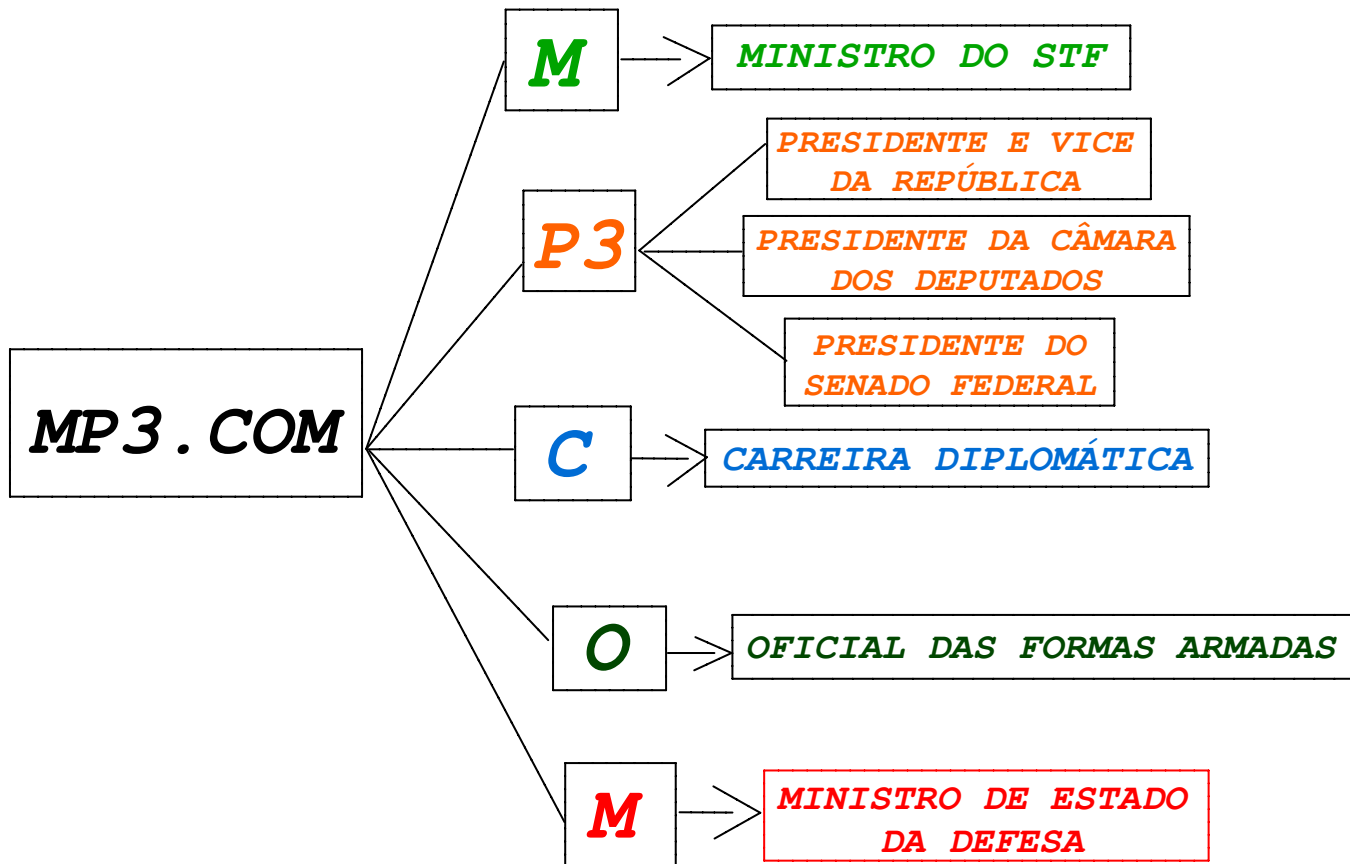 M
MINISTRO DO STF
PRESIDENTE E VICE
DA REPÚBLICA
P3
PRESIDENTE DA CÂMARA
DOS DEPUTADOS
PRESIDENTE DO
SENADO FEDERAL
MP3.COM
C
CARREIRA DIPLOMÁTICA
O
OFICIAL DAS FORMAS ARMADAS
M
MINISTRO DE ESTADO
DA DEFESA